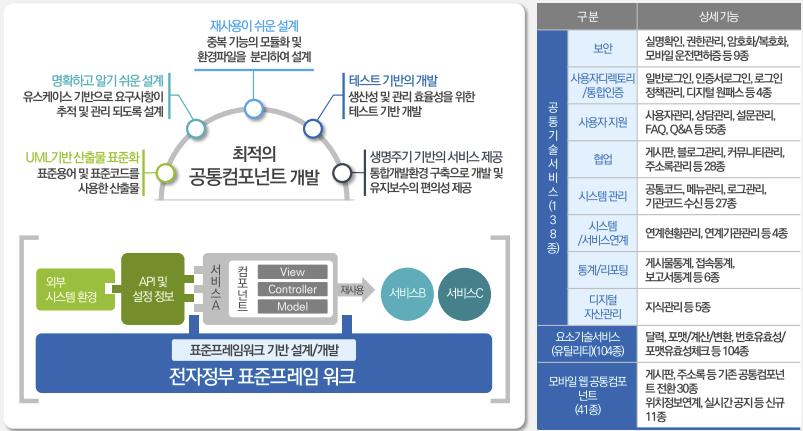 재사용이 쉬운 설계
중복 기능의 모듈화 및
환경파일을 분리하여 설계
명확하고 알기 쉬운 설계
유스케이스 기반으로 요구사항이
추적 및 관리 되도록 설계
테스트 기반의 개발
생산성 및 관리 효율성을 위한
테스트 기반 개발
UML기반 산출물 표준화
표준용어 및 표준코드를
사용한 산출물
최적의
공통컴포넌트 개발
생명주기 기반의 서비스 제공
통합개발환경 구축으로 개발 및
유지보수의 편의성 제공
외부
시스템 환경
API 및
설정 정보
서비스A
컴포넌트
View
Controller
Model
재사용
서비스B
서비스C
표준프레임워크 기반 설계/개발
전자정부 표준프레임 워크
구 분
상세 기능
공통기술서비스(138종)
보안
실명확인, 권한관리, 암호화/복호화,
모바일 운전면허증 등 9종
사용자디렉토리
/통합인증
일반로그인, 인증서로그인, 로그인
정책관리, 디지털 원패스 등 4종
사용자 지원
사용자관리, 상담관리, 설문관리,
FAQ, Q&A 등 55종
협업
게시판, 블로그관리, 커뮤니티관리,
주소록관리 등 28종
시스템 관리
공통코드, 메뉴관리, 로그관리,
기관코드 수신 등 27종
시스템
/서비스연계
연계현황관리, 연계기관관리 등 4종
통계/리포팅
게시물통계, 접속통계,
보고서통계 등 6종
디지털
자산관리
지식관리 등 5종
요소기술서비스
(유틸리티)(104종)
달력, 포맷/계산/변환, 번호유효성/
포맷유효성체크 등 104종
모바일 웹 공통컴포
넌트
(41종)
게시판, 주소록 등 기존 공통컴포넌
트 전환 30종
위치정보연계, 실시간 공지 등 신규
11종